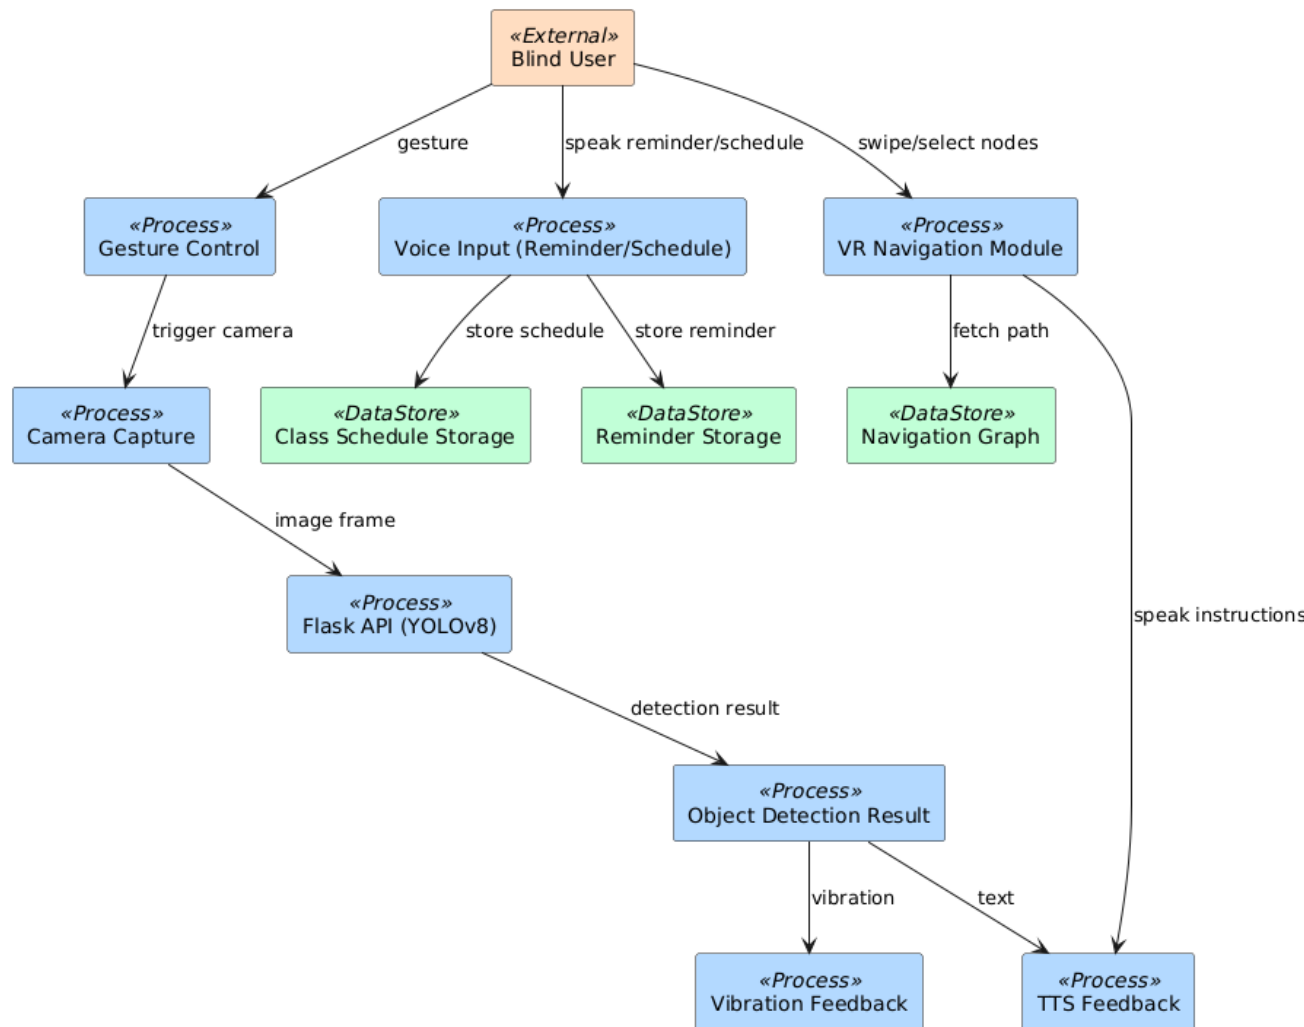 «External»
Blind User
gesture
speak reminder/schedule
swipe/select nodes
«Process»
Gesture Control
«Process»
Voice Input (Reminder/Schedule)
«Process»
VR Navigation Module
trigger camera
store schedule
store reminder
fetch path
«Process»
Camera Capture
«DataStore»
Class Schedule Storage
«DataStore»
Reminder Storage
«DataStore»
Navigation Graph
image frame
«Process»
Flask API (YOLOv8)
speak instructions
detection result
«Process»
Object Detection Result
vibration
text
«Process»
Vibration Feedback
«Process»
TTS Feedback